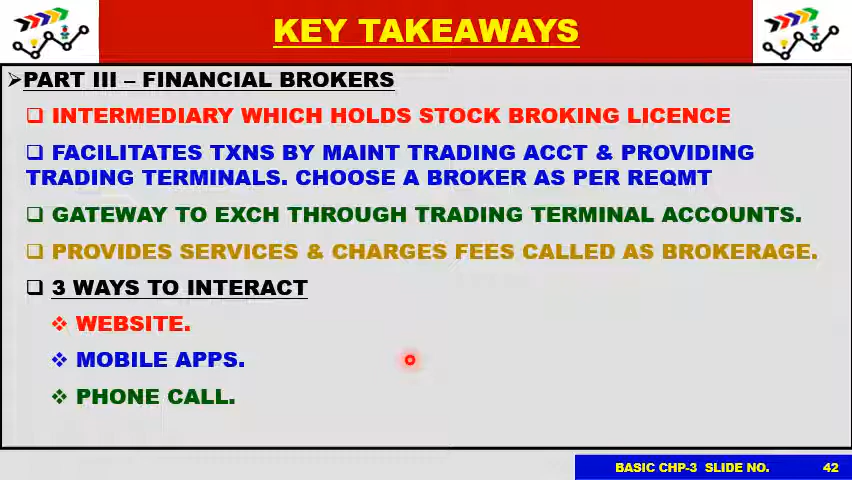 KEY TAKEAWAYS
PART III – FINANCIAL BROKERS
INTERMEDIARY WHICH HOLDS STOCK BROKING LICENCE
FACILITATES TXNS BY MAINT TRADING ACCT & PROVIDING
TRADING TERMINALS. CHOOSE A BROKER AS PER REQMT
GATEWAY TO EXCH THROUGH TRADING TERMINAL ACCOUNTS.
PROVIDES SERVICES & CHARGES FEES CALLED AS BROKERAGE.
3 WAYS TO INTERACT
WEBSITE.
MOBILE APPS.
PHONE CALL.
BASIC CHP-3 SLIDE NO. 42